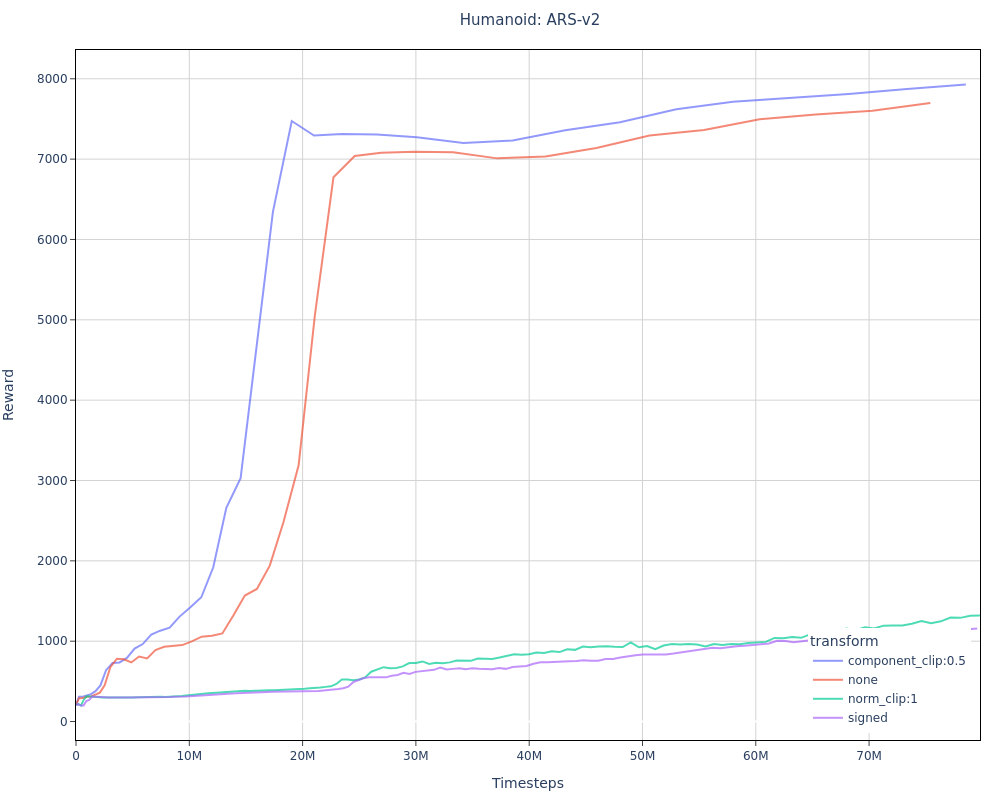 Humanoid: ARS-v2
Reward
8000
7000
6000
5000
4000
3000
2000
1000
0
0
10M
20M
30M
40M
50M
60M
70M
Timesteps
transform
component_clip:0.5
none
norm_clip:1
signed